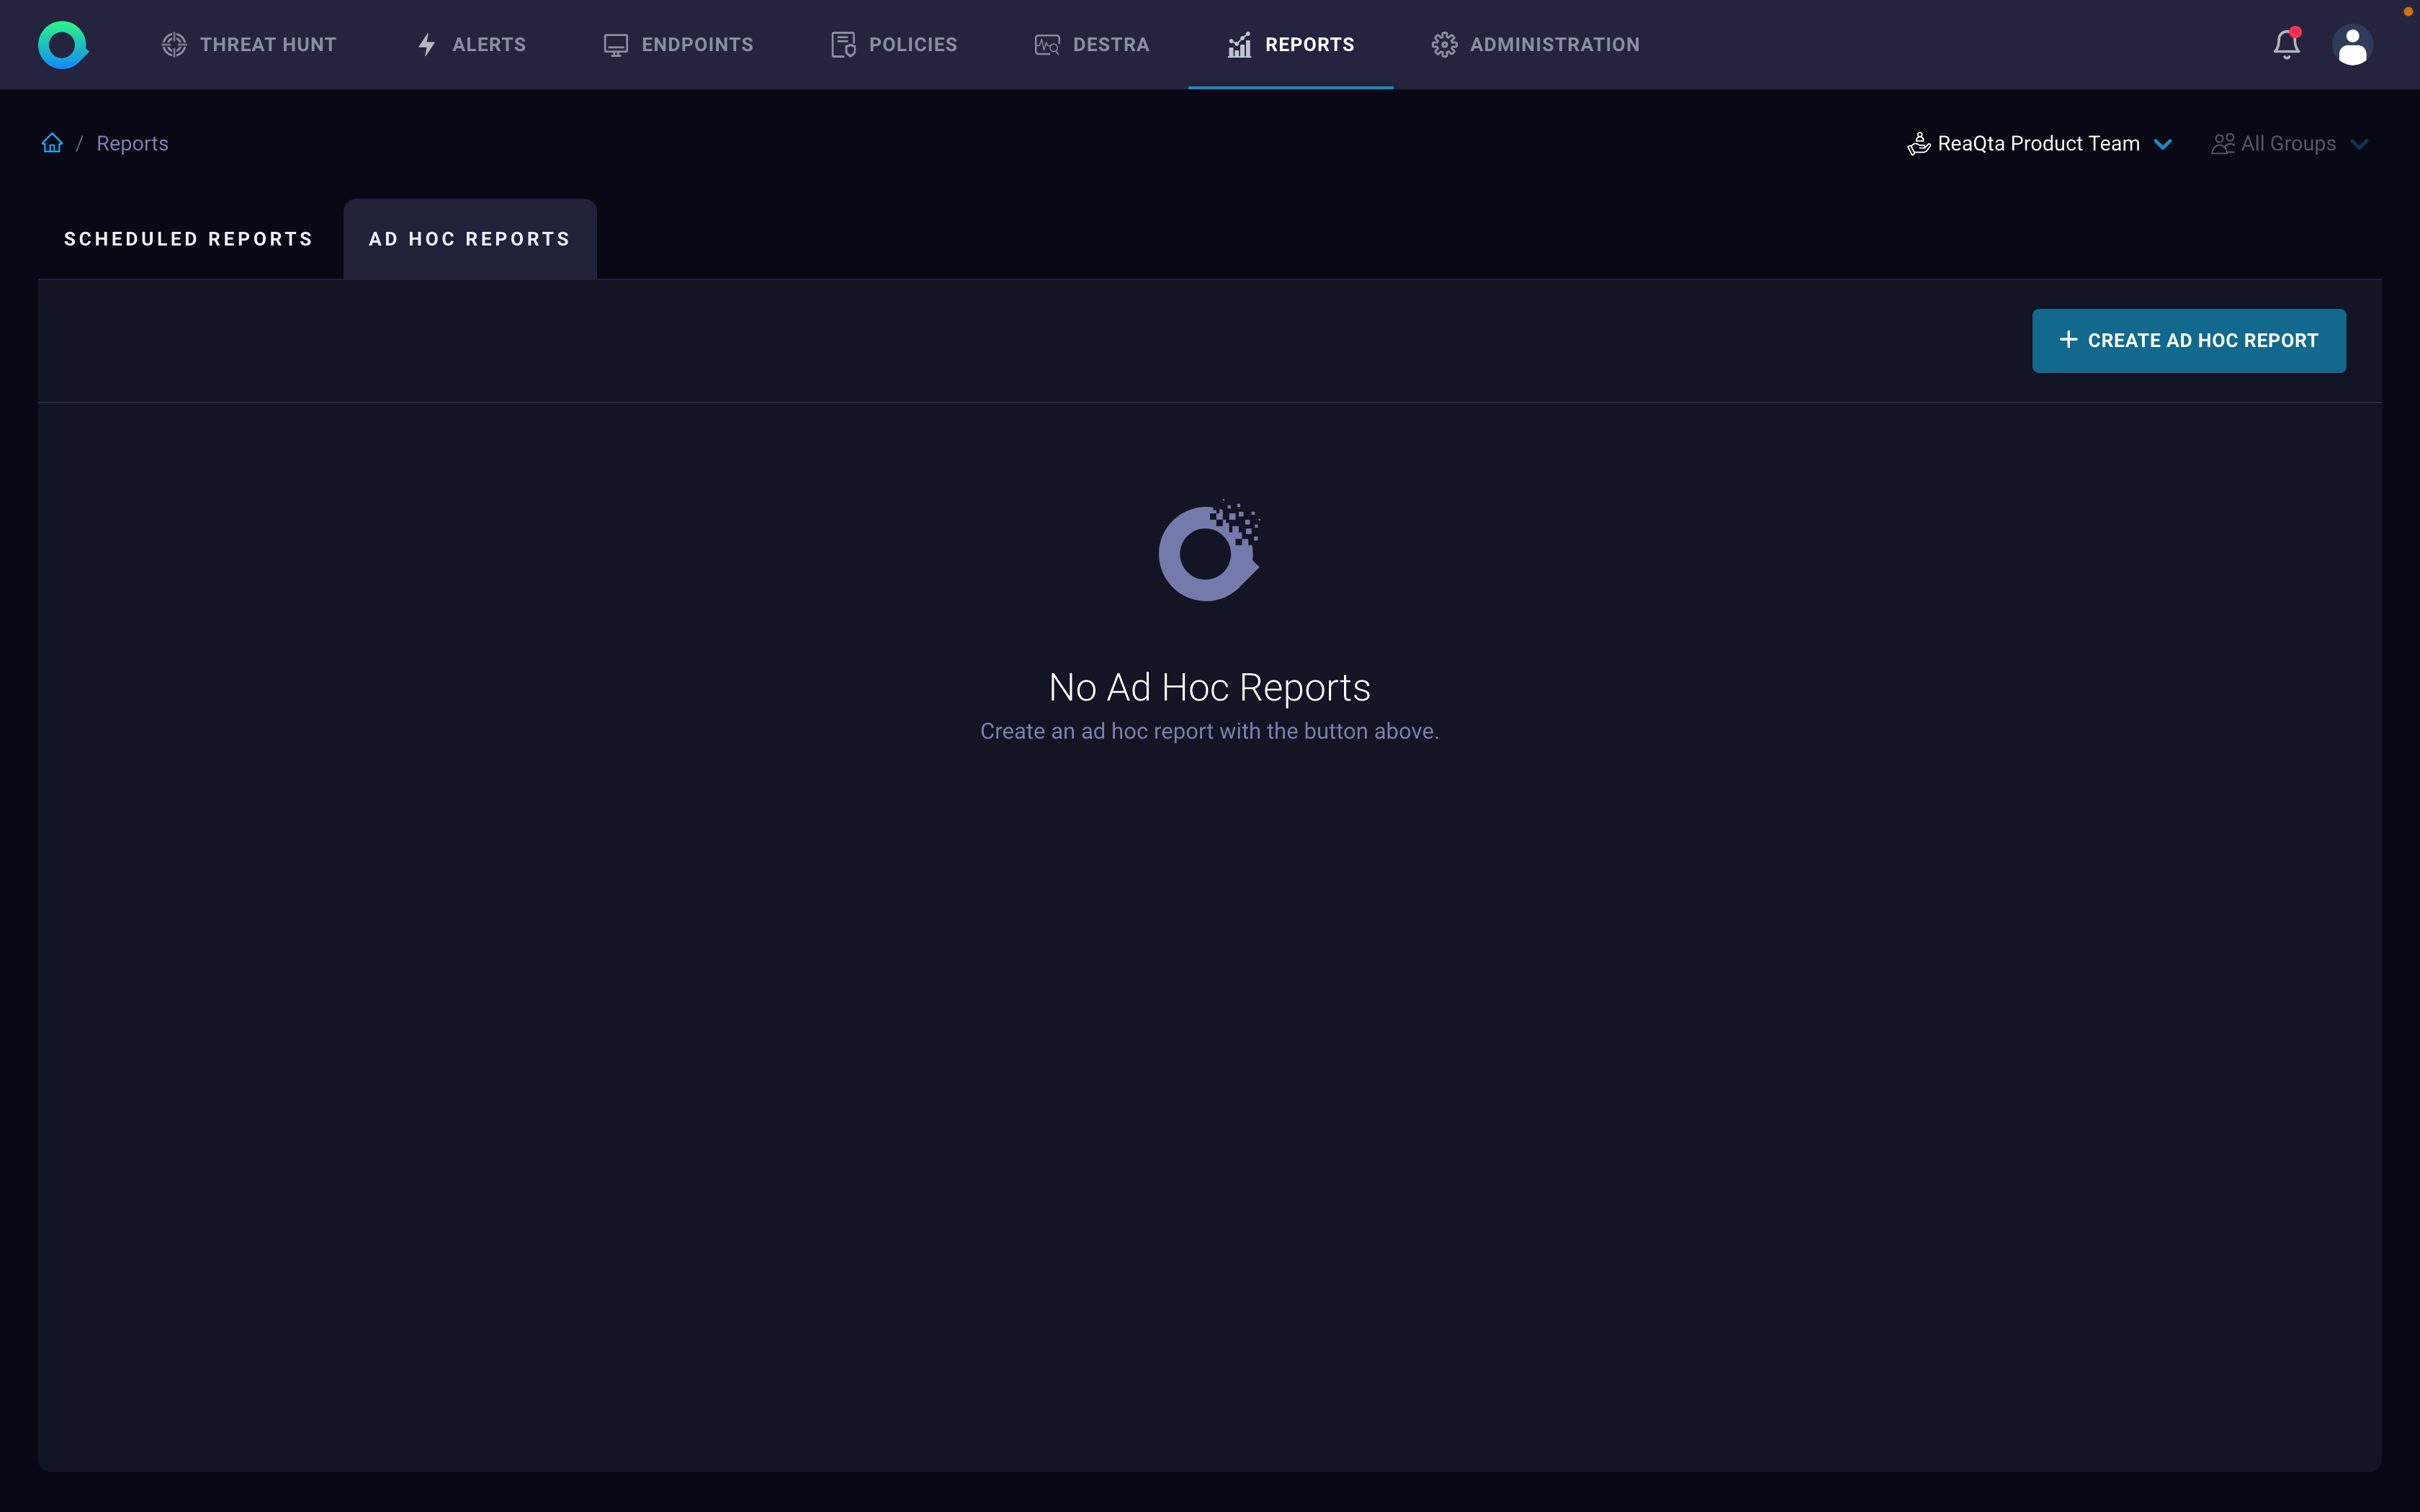 THREAT HUNT ALERTS ENDPOINTS POLICIES DESTRA REPORTS ADMINISTRATION
/ Reports ReaQta Product Team All Groups
SCHEDULED REPORTS AD HOC REPORTS
+ CREATE AD HOC REPORT
No Ad Hoc Reports
Create an ad hoc report with the button above.